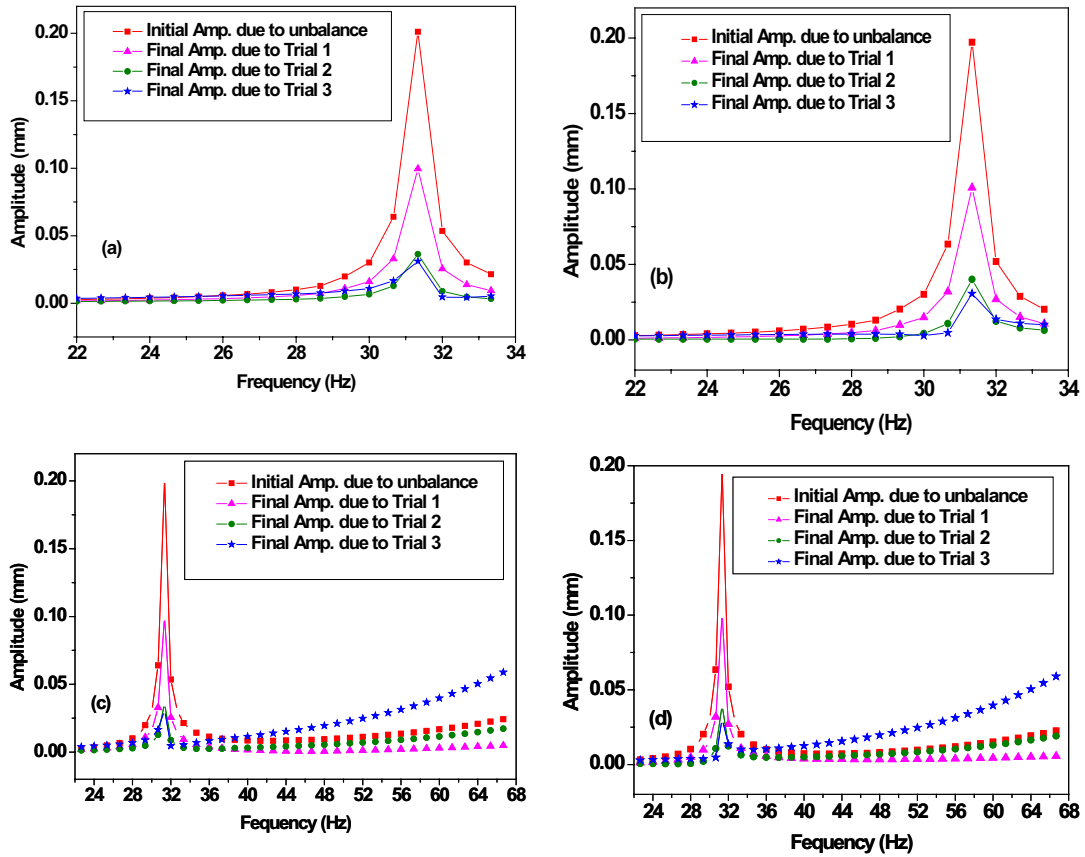 Initial Amp. due to unbalance
Final Amp. due to Trial 1
Final Amp. due to Trial 2
Final Amp. due to Trial 3
0.20
0.15
0.10
0.05
0.00
Amplitude (mm)
(a)
22 24 26 28 30 32 34
Frequency (Hz)
Initial Amp. due to unbalance
Final Amp. due to Trial 1
Final Amp. due to Trial 2
Final Amp. due to Trial 3
0.20
0.15
0.10
0.05
0.00
Amplitude (mm)
(b)
22 24 26 28 30 32 34
Fequency (Hz)
Initial Amp. due to unbalance
Final Amp. due to Trial 1
Final Amp. due to Trial 2
Final Amp. due to Trial 3
0.20
0.15
0.10
0.05
0.00
Amplitude (mm)
(c)
24 28 32 36 40 44 48 52 56 60 64 68
Fequency (Hz)
Initial Amp. due to unbalance
Final Amp. due to Trial 1
Final Amp. due to Trial 2
Final Amp. due to Trial 3
0.20
0.15
0.10
0.05
0.00
Amplitude (mm)
(d)
24 28 32 36 40 44 48 52 56 60 64 68
Fequency (Hz)